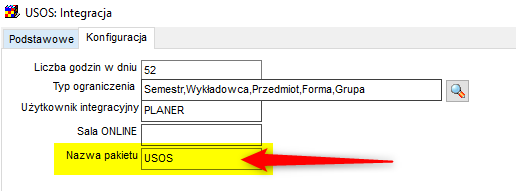 USOS: Integracja
Podstawowe Konfiguracja
Liczba godzin w dniu 52
Typ ograniczenia Semestr,Wykładowca,Przedmiot,Forma,Grupa
Użytkownik integracyjny PLANER
Sala ONLINE
Nazwa pakietu USOS